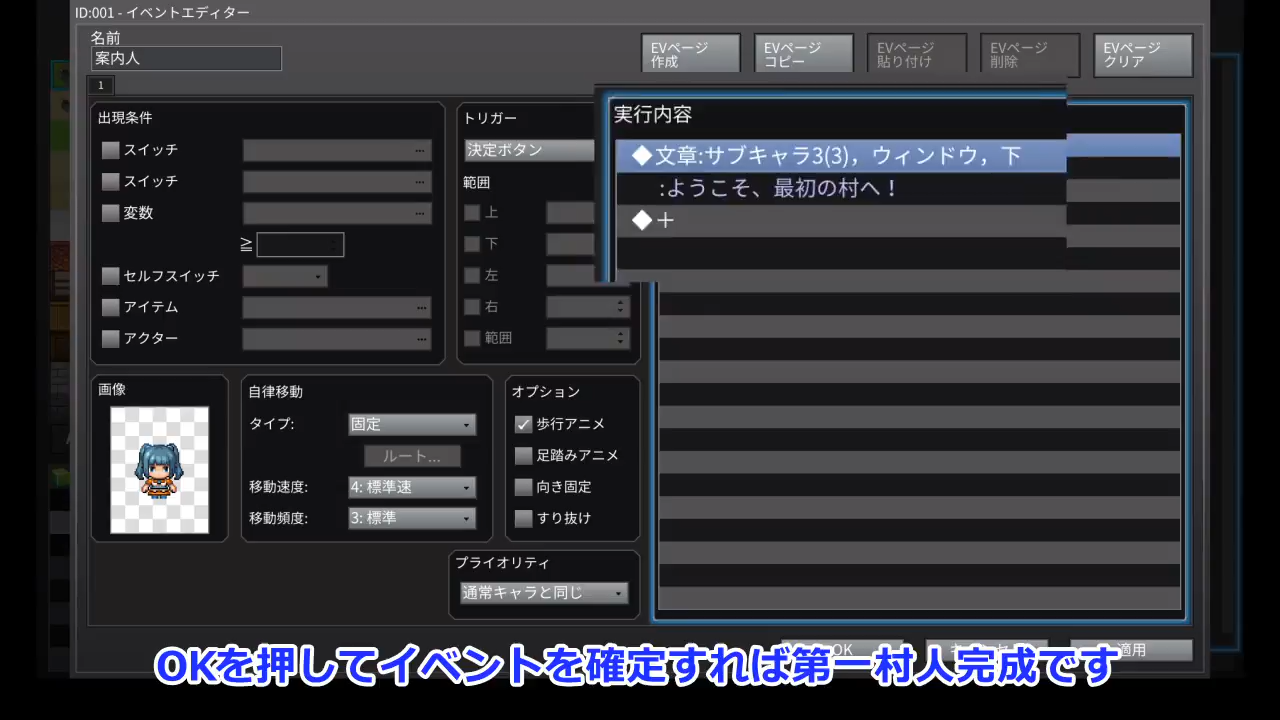 ID:001 - イベントエディター
名前
案内人
EVページ
作成
EVページ
コピー
EVページ
貼り付け
EVページ
削除
EVページ
クリア
1
出現条件
スイッチ
スイッチ
変数
≧
セルフスイッチ
アイテム
アクター
トリガー
決定ボタン
範囲
上
下
左
右
範囲
実行内容
◆文章:サブキャラ3(3), ウィンドウ, 下
:ようこそ、最初の村へ！
◆＋
画像
自律移動
タイプ:
固定
ルート...
移動速度:
4: 標準速
移動頻度:
3: 標準
オプション
歩行アニメ
足踏みアニメ
向き固定
すり抜け
プライオリティ
通常キャラと同じ
OK
適用
OKを押してイベントを確定すれば第一村人完成です